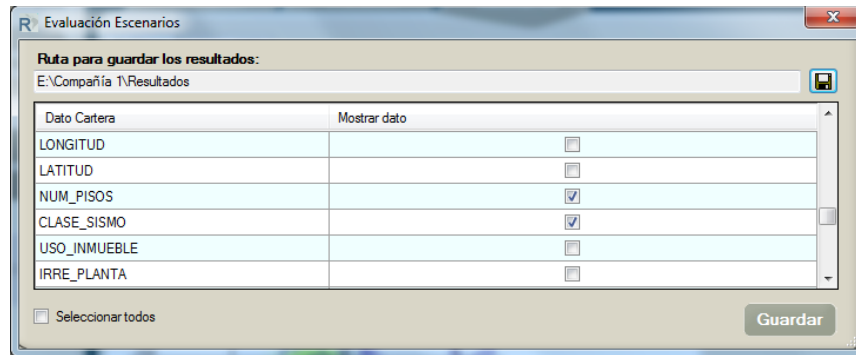 R Evaluación Escenarios
Ruta para guardar los resultados:
E:\Compañía 1\Resultados
Dato Cartera Mostrar dato
LONGITUD
LATITUD
NUM_PISOS
CLASE_SISMO
USO_INMUEBLE
IRRE_PLANTA
Seleccionar todos
Guardar